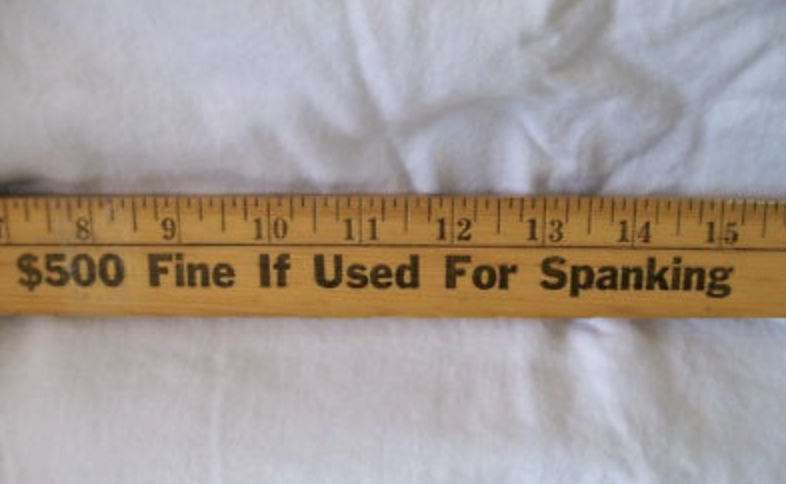 8 9 10 11 12 13 14 15
$500 Fine If Used For Spanking